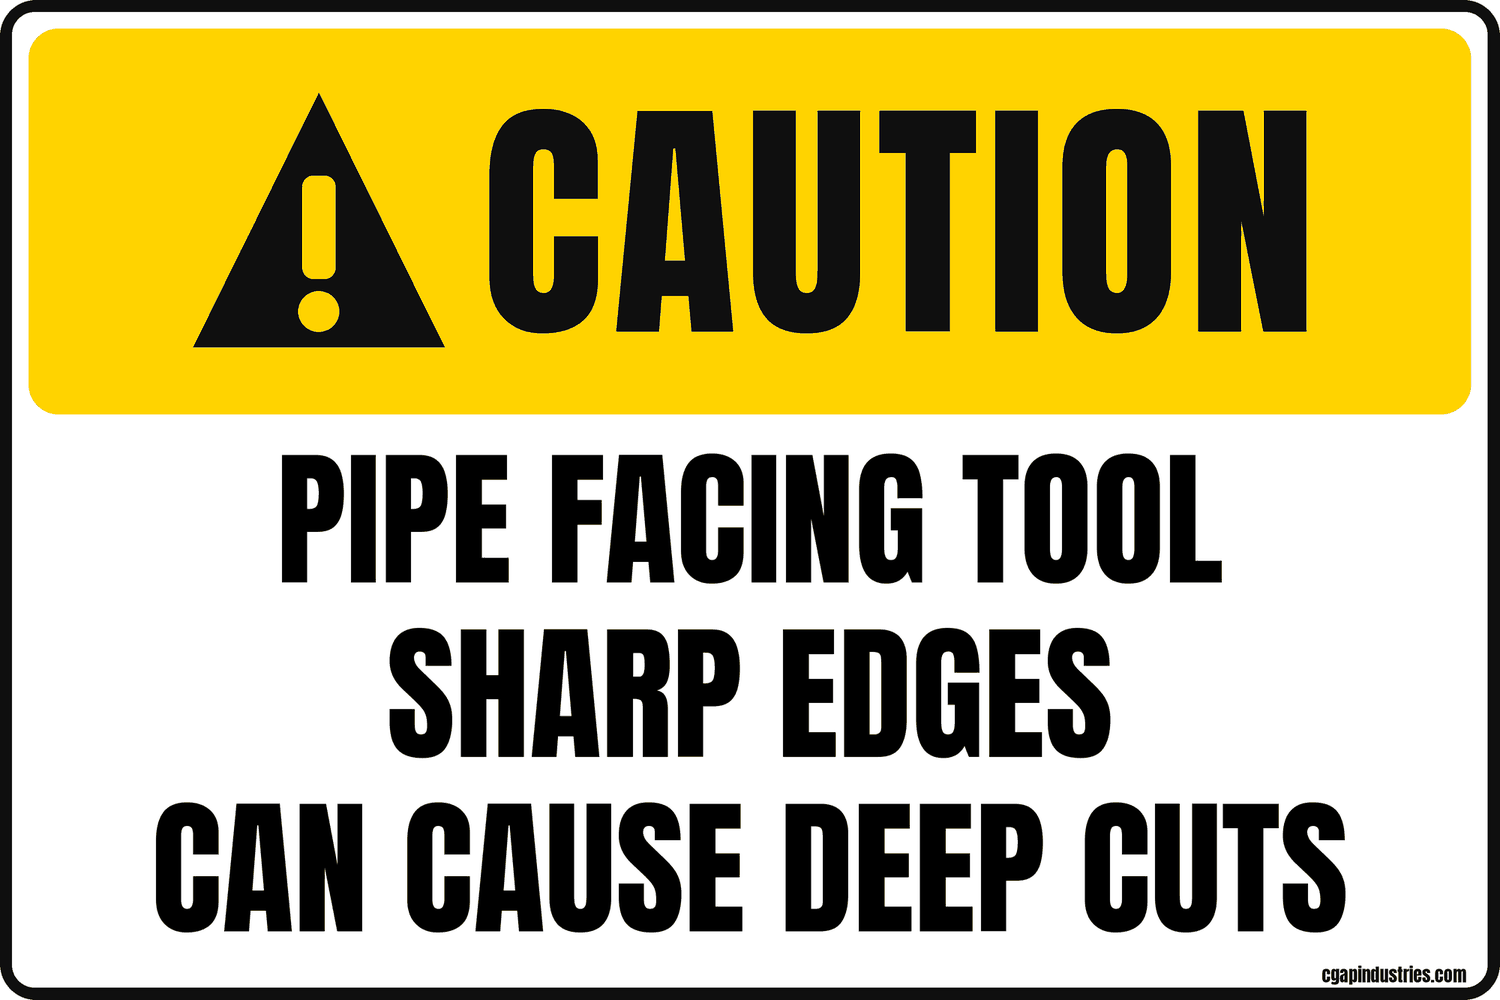 CAUTION
PIPE FACING TOOL
SHARP EDGES
CAN CAUSE DEEP CUTS
cgapindustries.com